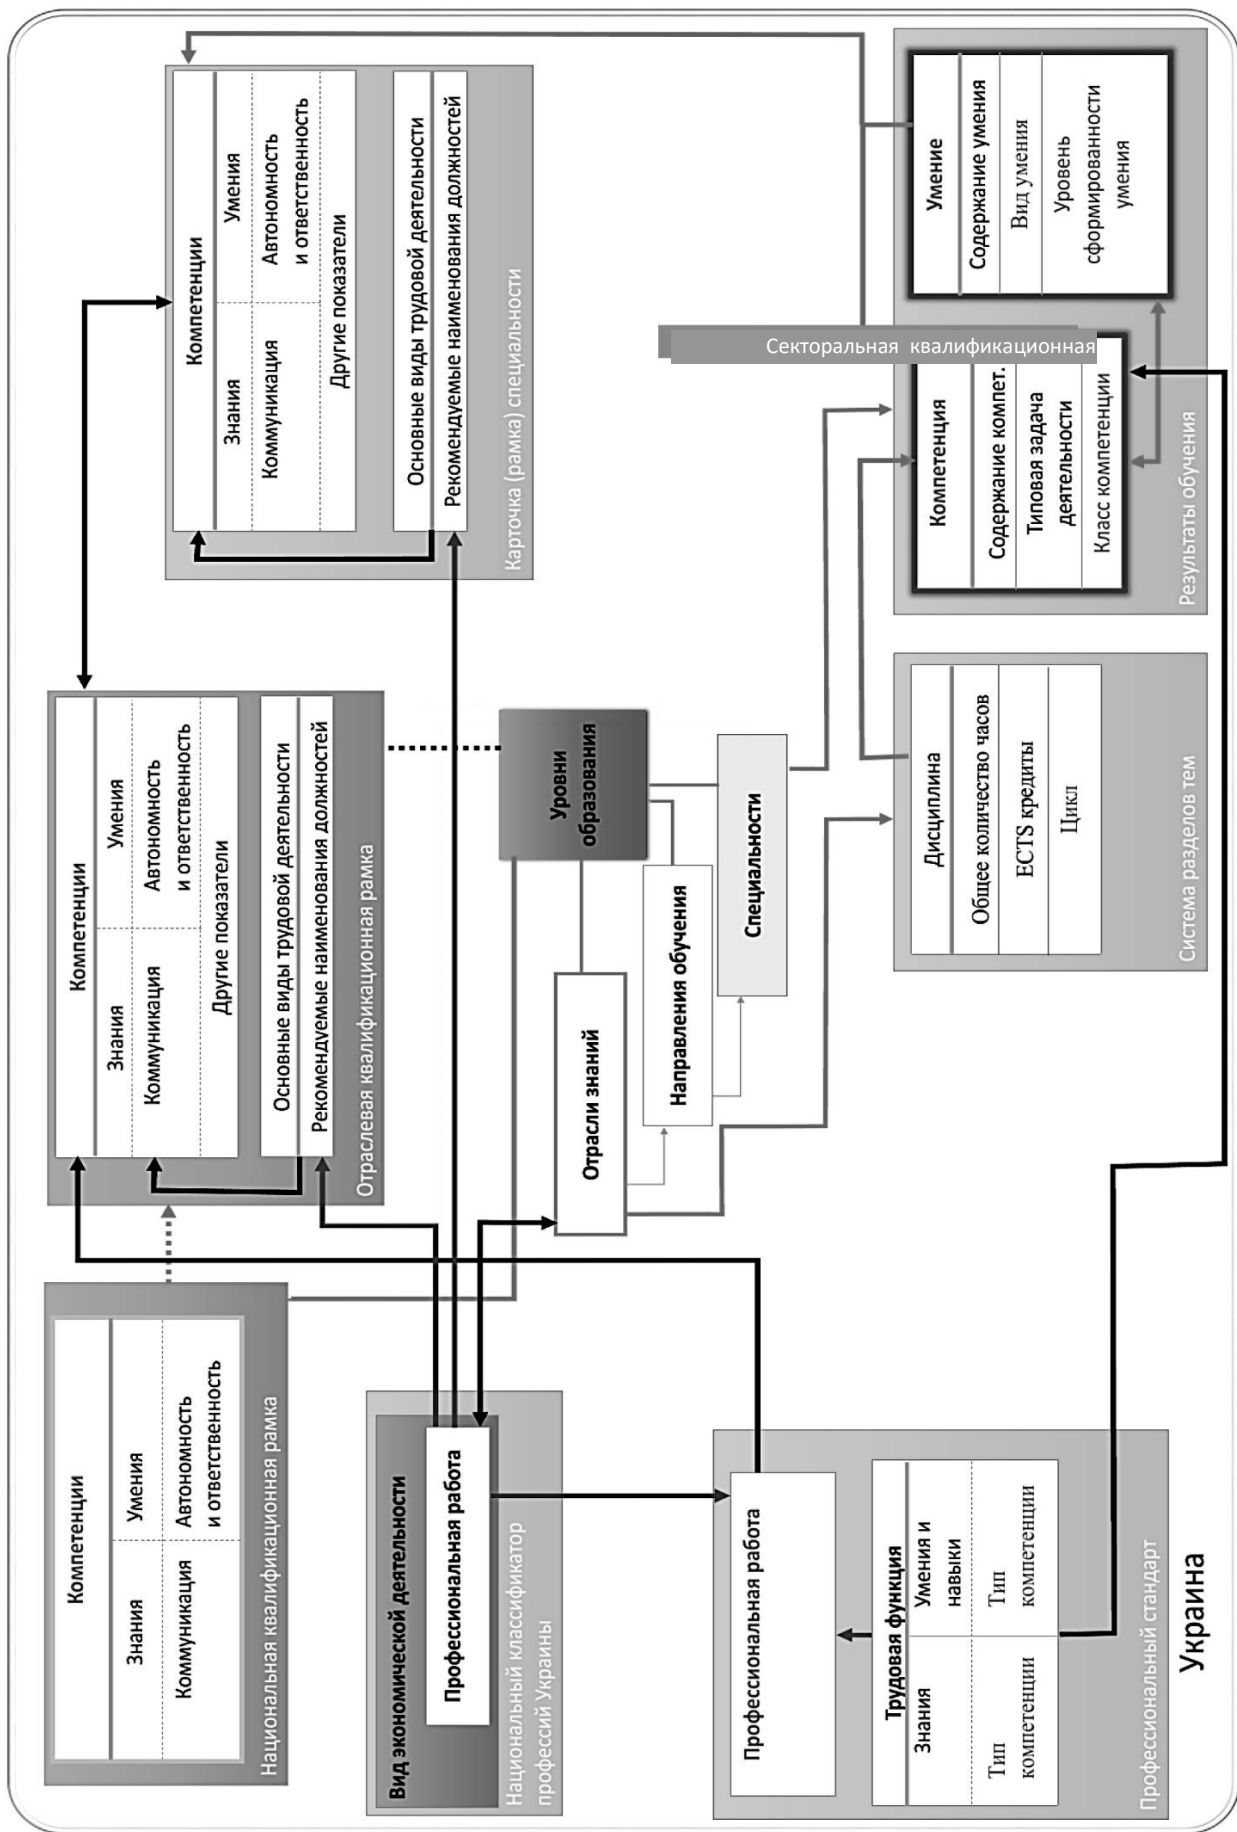 Компетенции
Знания
Умения
Коммуникация
Автономность
и ответственность
Национальная квалификационная рамка
Компетенции
Знания
Умения
Коммуникация
Автономность
и ответственность
Другие показатели
Основные виды трудовой деятельности
Рекомендуемые наименования должностей
Отраслевая квалификационная рамка
Компетенции
Знания
Умения
Коммуникация
Автономность
и ответственность
Другие показатели
Основные виды трудовой деятельности
Рекомендуемые наименования должностей
Карточка (рамка) специальности
Вид экономической деятельности
Профессиональная работа
Национальный классификатор
профессий Украины
Уровни
образования
Отрасли знаний
Направления обучения
Специальности
Секторальная квалификационная
Профессиональная работа
Трудовая функция
Знания
Умения и
навыки
Тип
компетенции
Тип
компетенции
Профессиональный стандарт
Дисциплина
Общее количество часов
ECTS кредиты
Цикл
Система разделов тем
Компетенция
Содержание компет.
Типовая задача
деятельности
Класс компетенции
Умение
Содержание умения
Вид умения
Уровень
сформированности
умения
Результаты обучения
Украина